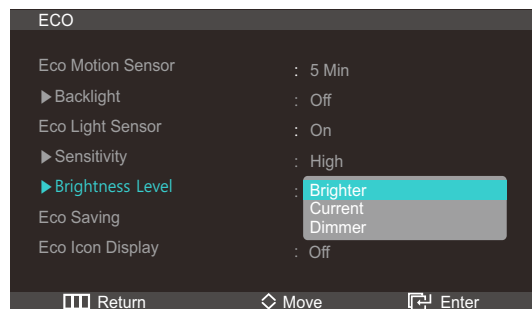 ECO
Eco Motion Sensor : 5 Min
▶Backlight : Off
Eco Light Sensor : On
▶Sensitivity : High
▶Brightness Level : Brighter
Current
Dimmer
Eco Saving
Eco Icon Display : Off
Return Move Enter